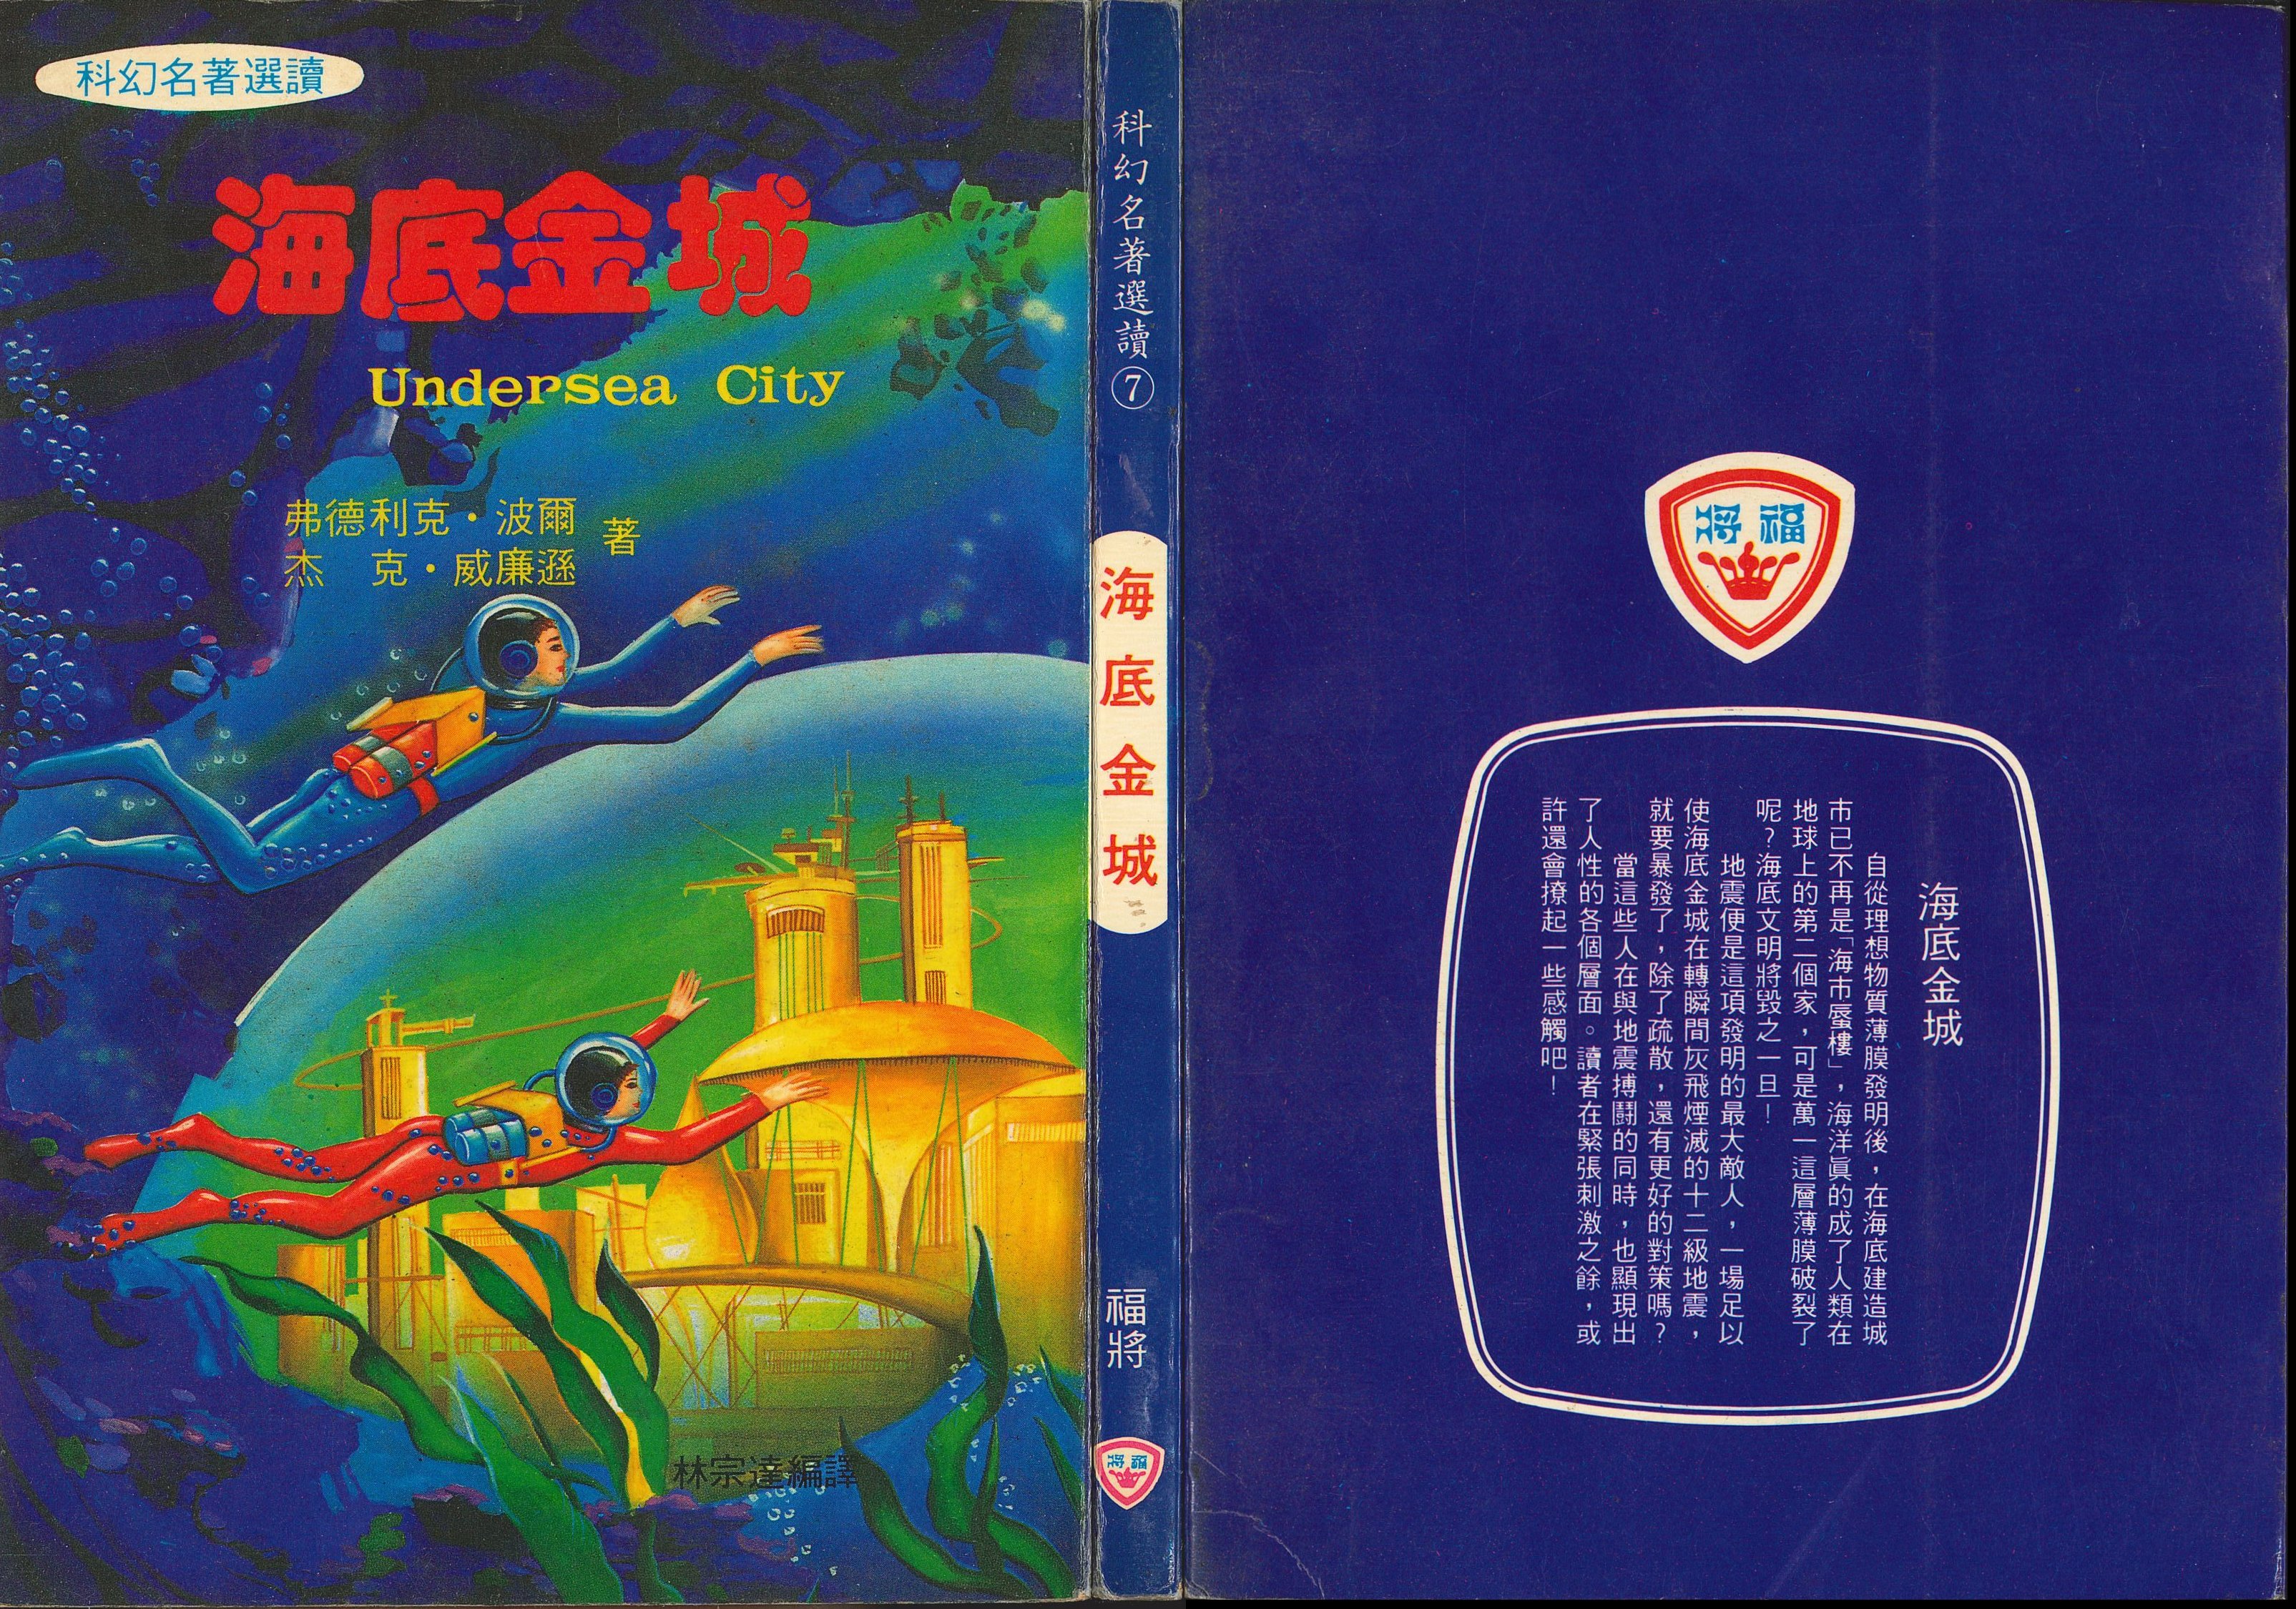 科幻名著選讀
海底金城
Undersea City
弗德利克・波爾
杰　克・威廉遜
著
林宗達編譯
科幻名著選讀⑦
海底金城
福將
將福
將福
海底金城
自從理想物質薄膜發明後，在海底建造城
市已不再是「海市蜃樓」，海洋眞的成了人類在
地球上的第二個家，可是萬一這層薄膜破裂了
呢？海底文明將毀之一旦！
地震便是這項發明的最大敵人，一場足以
使海底金城在轉瞬間灰飛煙滅的十二級地震，
就要暴發了，除了疏散，還有更好的對策嗎？
當這些人在與地震搏鬪的同時，也顯現出
了人性的各個層面。讀者在緊張刺激之餘，或
許還會撩起一些感觸吧！